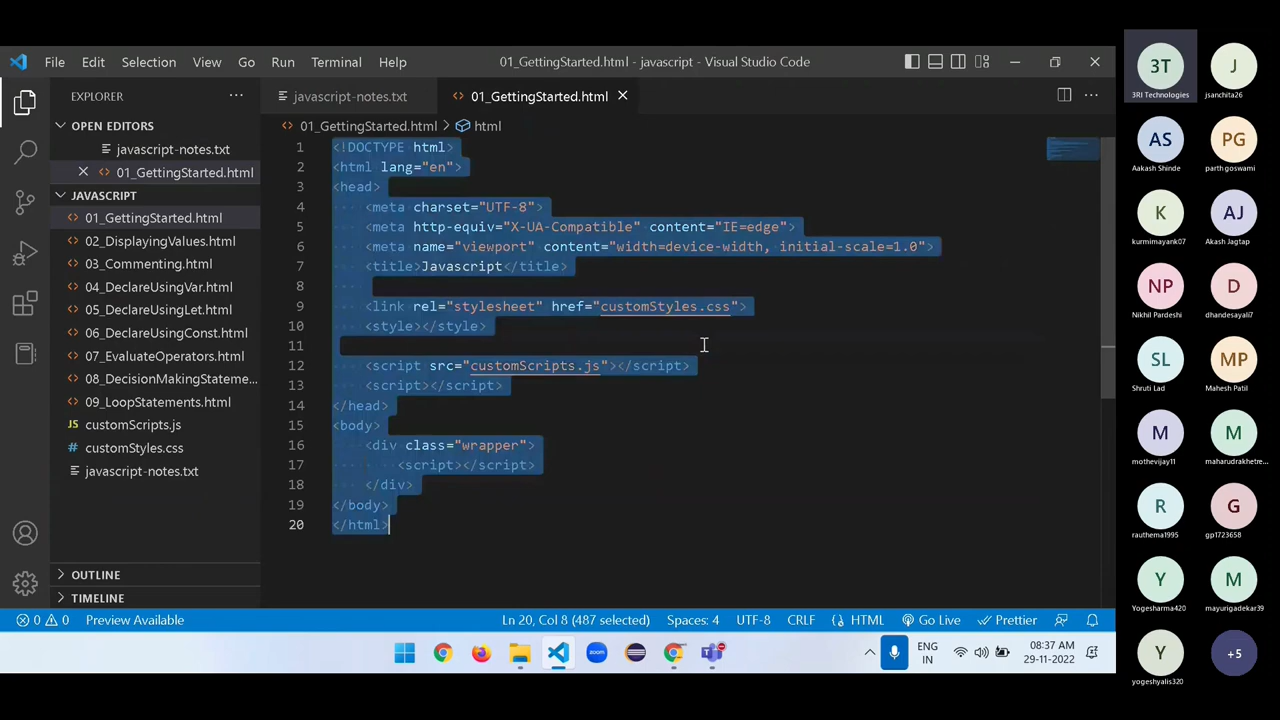 File Edit Selection View Go Run Terminal Help
01_GettingStarted.html - javascript - Visual Studio Code
EXPLORER
OPEN EDITORS
javascript-notes.txt
01_GettingStarted.html
JAVASCRIPT
01_GettingStarted.html
02_DisplayingValues.html
03_Commenting.html
04_DeclareUsingVar.html
05_DeclareUsingLet.html
06_DeclareUsingConst.html
07_EvaluateOperators.html
08_DecisionMakingStateme...
09_LoopStatements.html
JS customScripts.js
# customStyles.css
javascript-notes.txt
OUTLINE
TIMELINE
javascript-notes.txt
01_GettingStarted.html
01_GettingStarted.html > html
1 <!DOCTYPE html>
2 <html lang="en">
3 <head>
4 <meta charset="UTF-8">
5 <meta http-equiv="X-UA-Compatible" content="IE=edge">
6 <meta name="viewport" content="width=device-width, initial-scale=1.0">
7 <title>Javascript</title>
8
9 <link rel="stylesheet" href="customStyles.css">
10 <style></style>
11
12 <script src="customScripts.js"></script>
13 <script></script>
14 </head>
15 <body>
16 <div class="wrapper">
17 <script></script>
18 </div>
19 </body>
20 </html>
0 0 Preview Available
Ln 20, Col 8 (487 selected) Spaces: 4 UTF-8 CRLF HTML Go Live Prettier
zoom
ENG
IN
08:37 AM
29-11-2022
3T
3RI Technologies
J
jsanchita26
AS
Aakash Shinde
PG
parth goswami
K
kurmimayank07
AJ
Akash Jagtap
NP
Nikhil Pardeshi
D
dhandesayali7
SL
Shruti Lad
MP
Mahesh Patil
M
mothevijay11
M
maharudrakhetre...
R
rauthema1995
G
gp1723658
Y
Yogesharma420
M
mayurigadekar39
Y
yogeshyalis320
+5